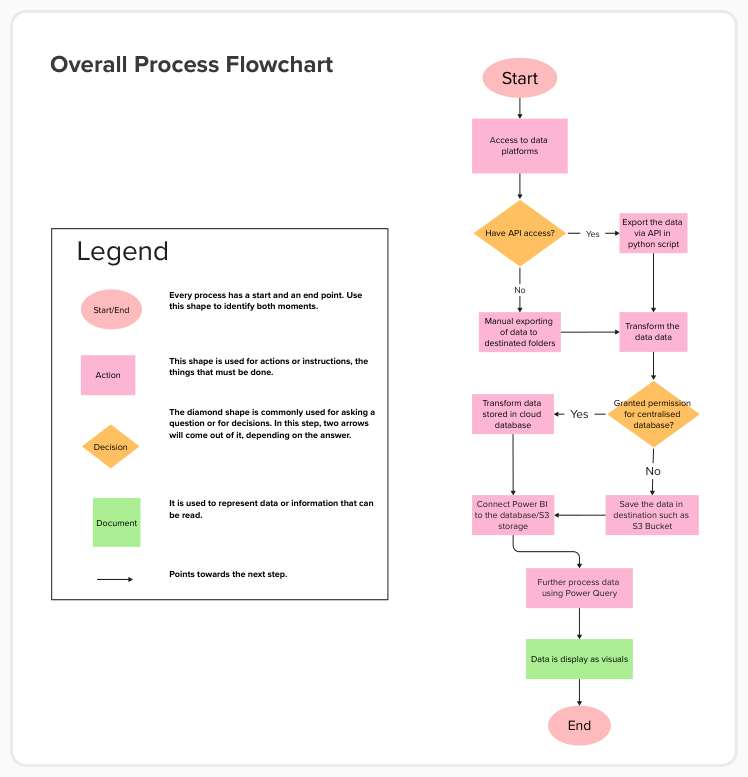 Overall Process Flowchart
Legend
Start/End
Every process has a start and an end point. Use
this shape to identify both moments.
Action
This shape is used for actions or instructions, the
things that must be done.
Decision
The diamond shape is commonly used for asking a
question or for decisions. In this step, two arrows
will come out of it, depending on the answer.
Document
It is used to represent data or information that can
be read.
Points towards the next step.
Start
Access to data
platforms
Have API access?
Yes
Export the data
via API in
python script
No
Manual exporting
of data to
destinated folders
Transform the
data data
Granted permission
for centralised
database?
Yes
Transform data
stored in cloud
database
No
Connect Power BI
to the database/S3
storage
Save the data in
destination such as
S3 Bucket
Further process data
using Power Query
Data is display as visuals
End